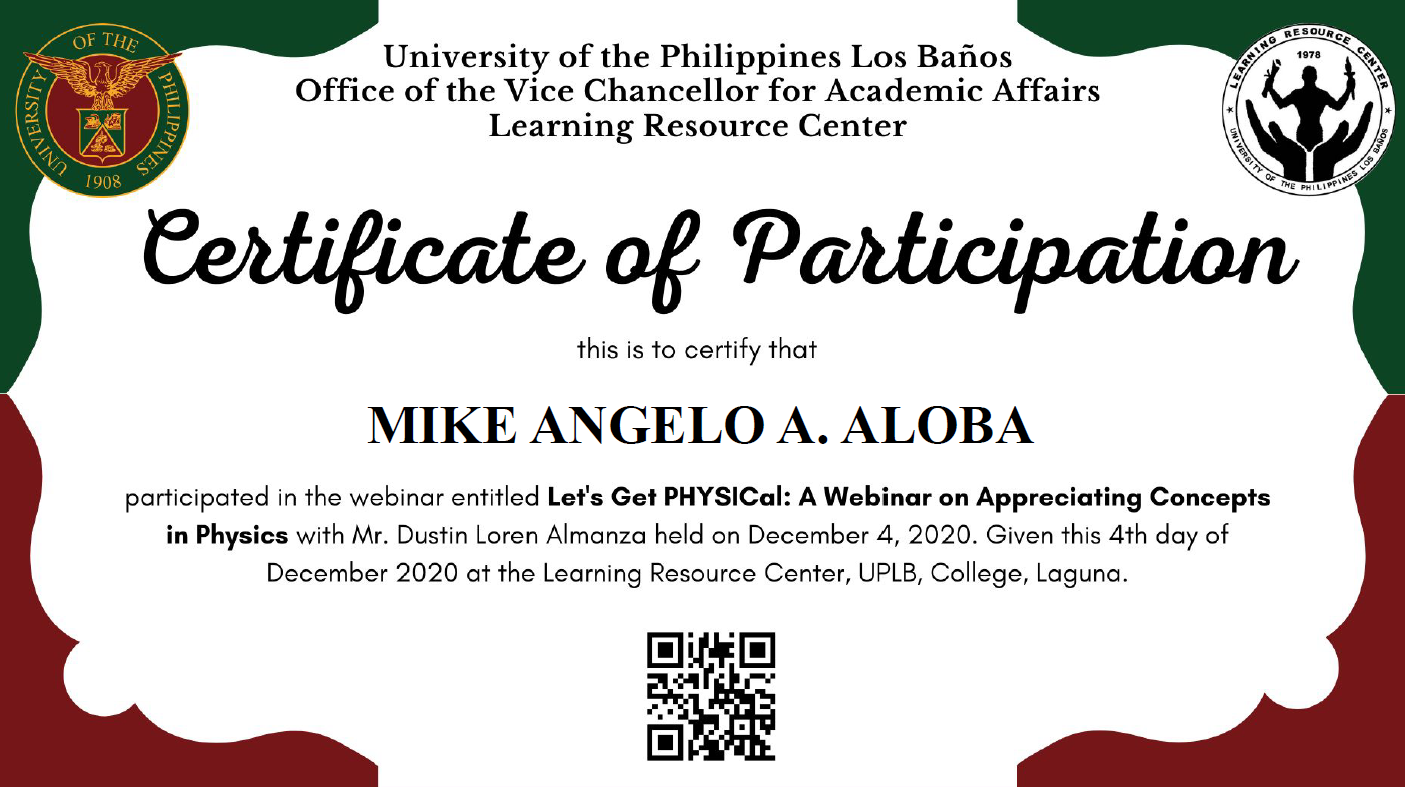 University of the Philippines Los Baños
Office of the Vice Chancellor for Academic Affairs
Learning Resource Center
UNIVERSITY OF THE PHILIPPINES
1908
LEARNING RESOURCE CENTER
1978
UNIVERSITY OF THE PHILIPPINES LOS BAÑOS
Certificate of Participation
this is to certify that
MIKE ANGELO A. ALOBA
participated in the webinar entitled Let's Get PHYSICal: A Webinar on Appreciating Concepts
in Physics with Mr. Dustin Loren Almanza held on December 4, 2020. Given this 4th day of
December 2020 at the Learning Resource Center, UPLB, College, Laguna.